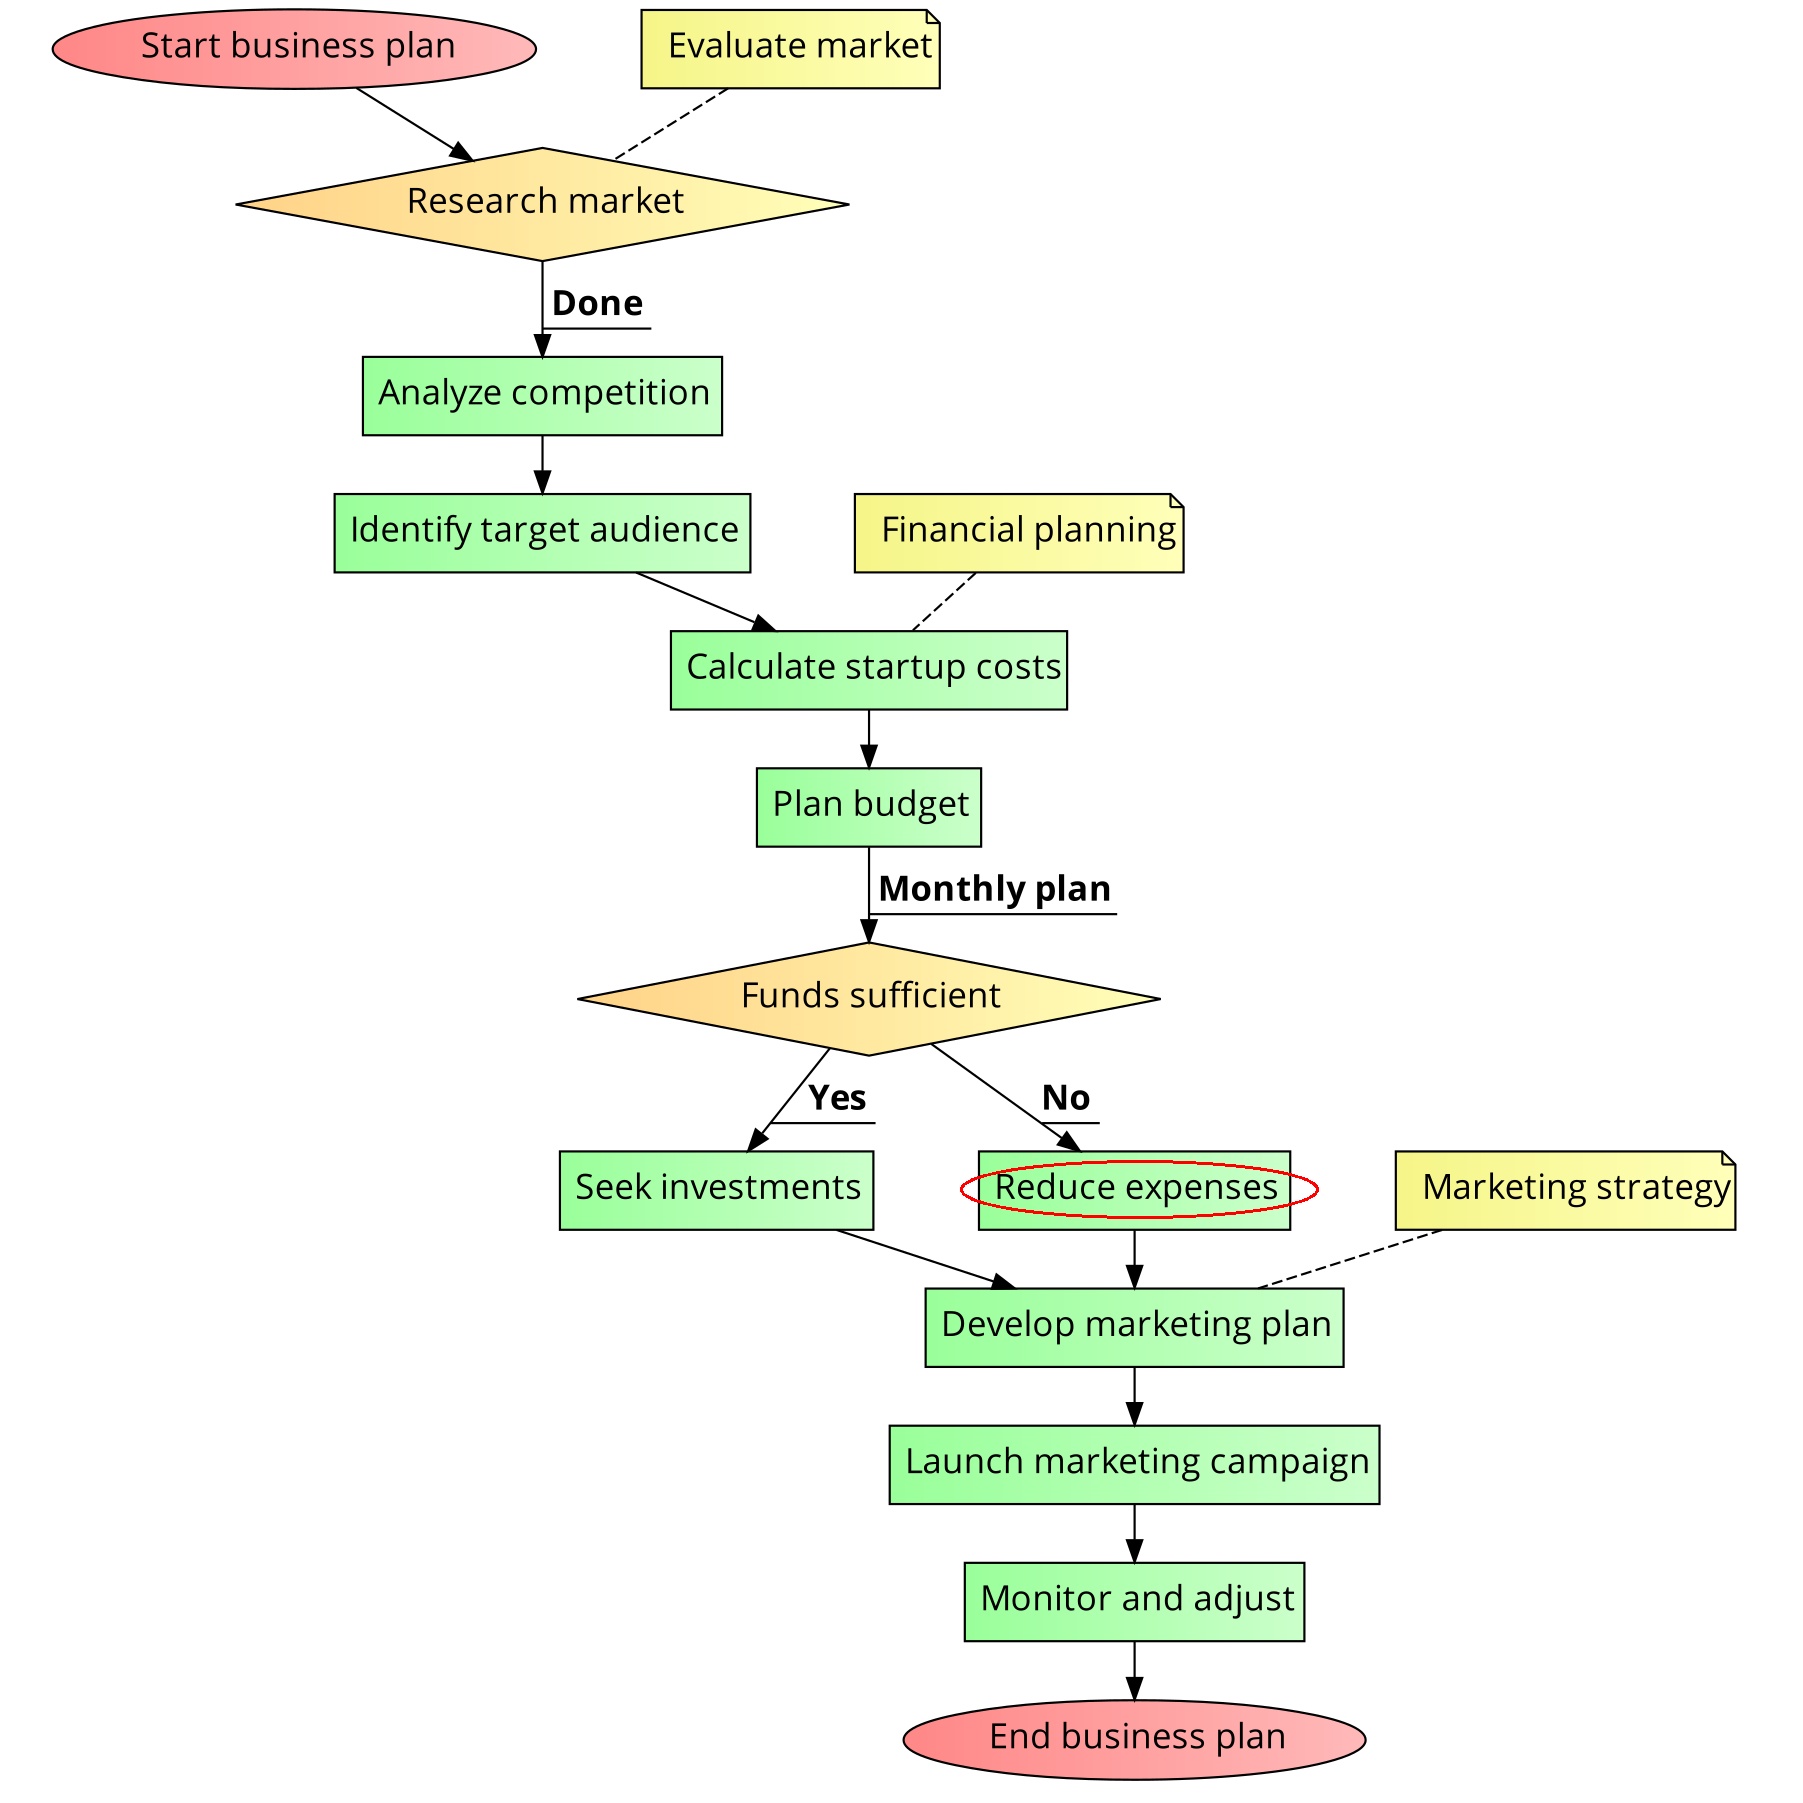 Start business plan
Evaluate market
Research market
Done
Analyze competition
Identify target audience
Financial planning
Calculate startup costs
Plan budget
Monthly plan
Funds sufficient
Yes
No
Seek investments
Reduce expenses
Marketing strategy
Develop marketing plan
Launch marketing campaign
Monitor and adjust
End business plan